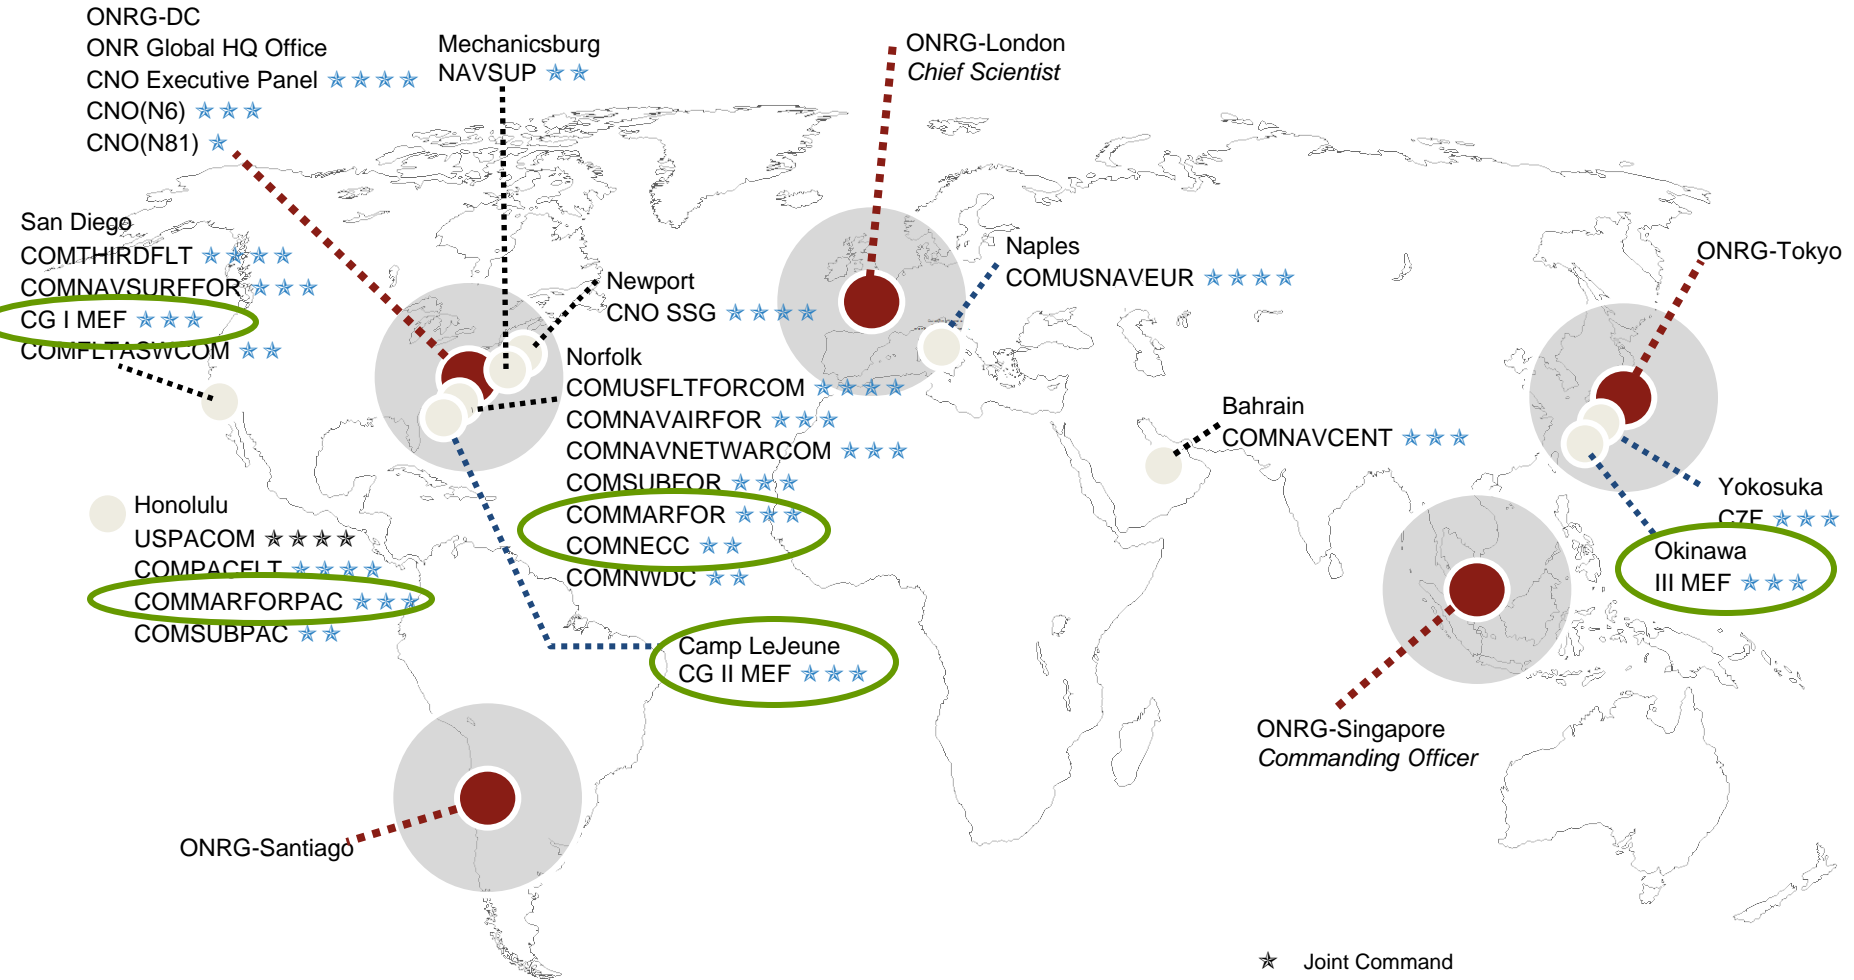 ONRG-DC
ONR Global HQ Office
CNO Executive Panel
CNO(N6)
CNO(N81)
Mechanicsburg
NAVSUP
ONRG-London
Chief Scientist
San Diego
COMTHIRDFLT
COMNAVSURFFOR
CG I MEF
COMFLTASWCOM
Newport
CNO SSG
Naples
COMUSNAVEUR
ONRG-Tokyo
Norfolk
COMUSFLTFORCOM
COMNAVAIRFOR
COMNAVNETWARCOM
COMSUBFOR
COMMARFOR
COMNECC
COMNWDC
Bahrain
COMNAVCENT
Honolulu
USPACOM
COMPACFLT
COMMARFORPAC
COMSUBPAC
Yokosuka
C7F
Okinawa
III MEF
Camp LeJeune
CG II MEF
ONRG-Singapore
Commanding Officer
ONRG-Santiago
Joint Command